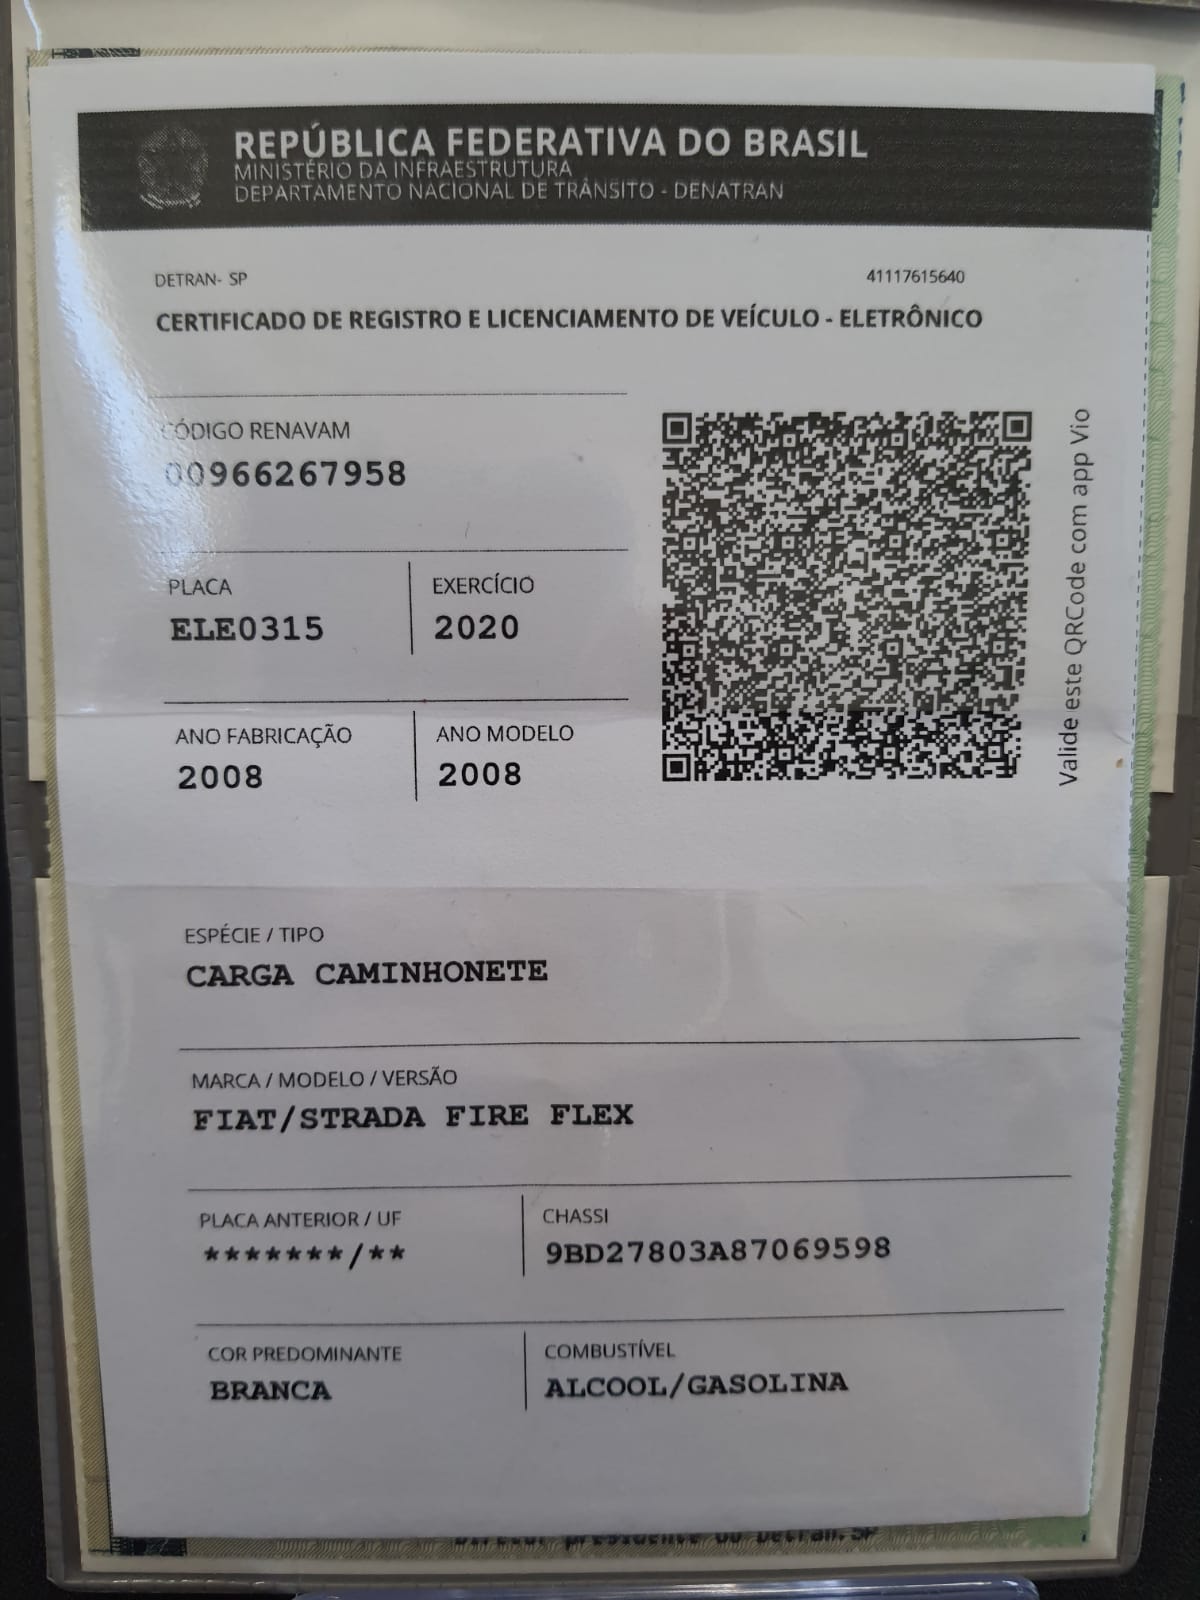 REPÚBLICA FEDERATIVA DO BRASIL
MINISTÉRIO DA INFRAESTRUTURA
DEPARTAMENTO NACIONAL DE TRÂNSITO - DENATRAN
DETRAN- SP
41117615640
CERTIFICADO DE REGISTRO E LICENCIAMENTO DE VEÍCULO - ELETRÔNICO
CÓDIGO RENAVAM
00966267958
PLACA
ELE0315
EXERCÍCIO
2020
ANO FABRICAÇÃO
2008
ANO MODELO
2008
Valide este QRCode com app Vio
ESPÉCIE / TIPO
CARGA CAMINHONETE
MARCA / MODELO / VERSÃO
FIAT/STRADA FIRE FLEX
PLACA ANTERIOR / UF
*******/**
CHASSI
9BD27803A87069598
COR PREDOMINANTE
BRANCA
COMBUSTÍVEL
ALCOOL/GASOLINA
Diretor presidente do Detran.SP